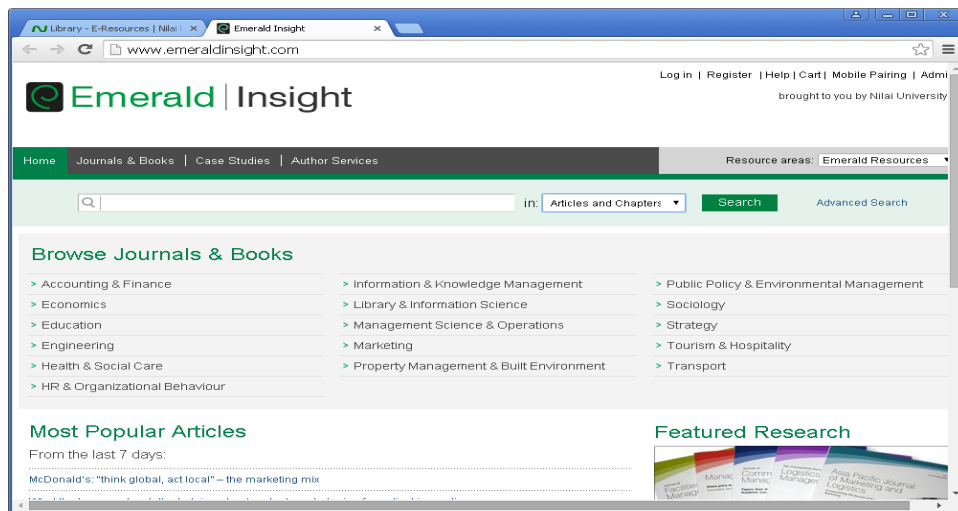 Library - E-Resources | Nilai
Emerald Insight
www.emeraldinsight.com
Log in | Register | Help | Cart | Mobile Pairing | Admi
Emerald | Insight
brought to you by Nilai University
Home Journals & Books | Case Studies | Author Services Resource areas: Emerald Resources
in: Articles and Chapters Search Advanced Search
Browse Journals & Books
> Accounting & Finance > Information & Knowledge Management > Public Policy & Environmental Management
> Economics > Library & Information Science > Sociology
> Education > Management Science & Operations > Strategy
> Engineering > Marketing > Tourism & Hospitality
> Health & Social Care > Property Management & Built Environment > Transport
> HR & Organizational Behaviour
Most Popular Articles Featured Research
From the last 7 days:
McDonald's: "think global, act local" – the marketing mix
Asia Pacific Journal
of Marketing and
Logistics